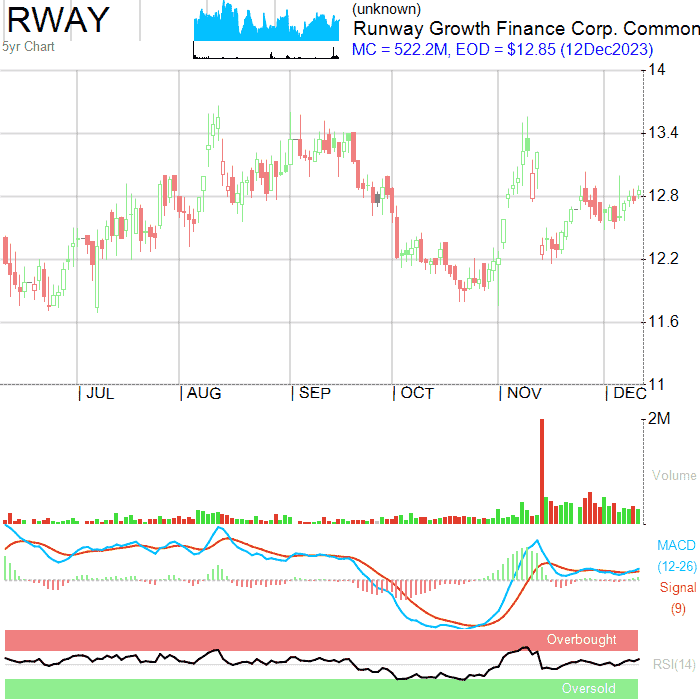 RWAY
5yr Chart
(unknown)
Runway Growth Finance Corp. Common
MC = 522.2M, EOD = $12.85 (12Dec2023)
14
13.4
12.8
12.2
11.6
11
| JUL | AUG | SEP | OCT | NOV | DEC
2M
Volume
MACD
(12-26)
Signal
(9)
Overbought
RSI(14)
Oversold